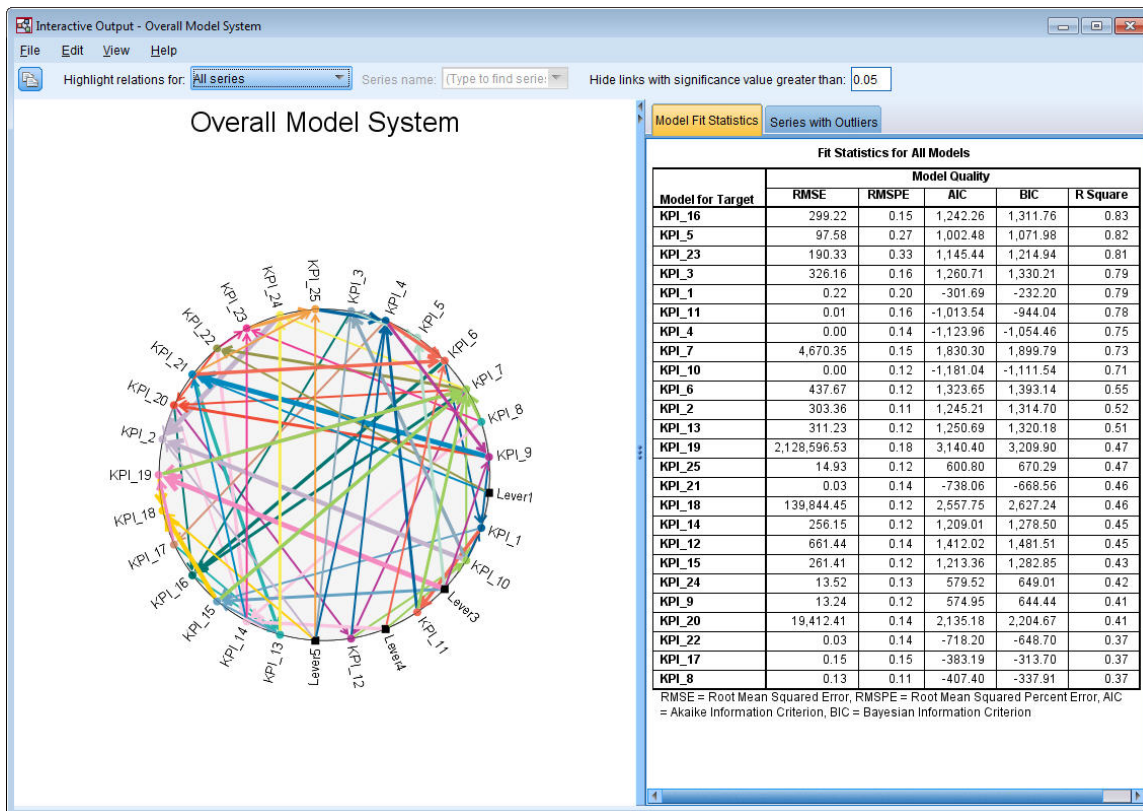 Interactive Output - Overall Model System
File Edit View Help
Highlight relations for: All series Series name: (Type to find serie: Hide links with significance value greater than: 0.05
Overall Model System
KPI_3
KPI_4
KPI_5
KPI_6
KPI_7
KPI_8
KPI_9
Lever1
KPI_1
KPI_10
Lever3
KPI_11
Lever4
KPI_12
Lever5
KPI_13
KPI_14
KPI_15
KPI_16
KPI_17
KPI_18
KPI_19
KPI_2
KPI_20
KPI_21
KPI_22
KPI_23
KPI_24
KPI_25
Model Fit Statistics Series with Outliers
Fit Statistics for All Models
Model Quality
Model for Target RMSE RMSPE AIC BIC R Square
KPI_16 299.22 0.15 1,242.26 1,311.76 0.83
KPI_5 97.58 0.27 1,002.48 1,071.98 0.82
KPI_23 190.33 0.33 1,145.44 1,214.94 0.81
KPI_3 326.16 0.16 1,260.71 1,330.21 0.79
KPI_1 0.22 0.20 -301.69 -232.20 0.79
KPI_11 0.01 0.16 -1,013.54 -944.04 0.78
KPI_4 0.00 0.14 -1,123.96 -1,054.46 0.75
KPI_7 4,670.35 0.15 1,830.30 1,899.79 0.73
KPI_10 0.00 0.12 -1,181.04 -1,111.54 0.71
KPI_6 437.67 0.12 1,323.65 1,393.14 0.55
KPI_2 303.36 0.11 1,245.21 1,314.70 0.52
KPI_13 311.23 0.12 1,250.69 1,320.18 0.51
KPI_19 2,128,596.53 0.18 3,140.40 3,209.90 0.47
KPI_25 14.93 0.12 600.80 670.29 0.47
KPI_21 0.03 0.14 -738.06 -668.56 0.46
KPI_18 139,844.45 0.12 2,557.75 2,627.24 0.46
KPI_14 256.15 0.12 1,209.01 1,278.50 0.45
KPI_12 661.44 0.14 1,412.02 1,481.51 0.45
KPI_15 261.41 0.12 1,213.36 1,282.85 0.43
KPI_24 13.52 0.13 579.52 649.01 0.42
KPI_9 13.24 0.12 574.95 644.44 0.41
KPI_20 19,412.41 0.14 2,135.18 2,204.67 0.41
KPI_22 0.03 0.14 -718.20 -648.70 0.37
KPI_17 0.15 0.15 -383.19 -313.70 0.37
KPI_8 0.13 0.11 -407.40 -337.91 0.37
RMSE = Root Mean Squared Error, RMSPE = Root Mean Squared Percent Error, AIC
= Akaike Information Criterion, BIC = Bayesian Information Criterion